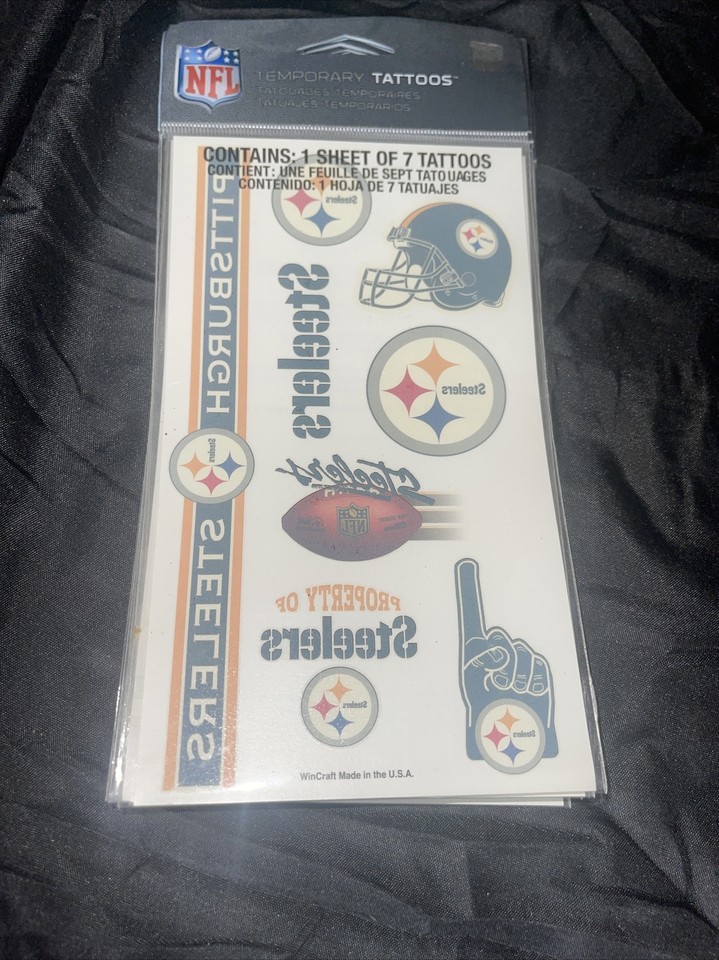 NFL
TEMPORARY TATTOOS™
TATOUAGES TEMPORAIRES
TATUAJES TEMPORARIOS
CONTAINS: 1 SHEET OF 7 TATTOOS
CONTIENT: UNE FEUILLE DE SEPT TATOUAGES
CONTENIDO: 1 HOJA DE 7 TATUAJES
Steelers
PITTSBURGH
Steelers
Steelers
Steelers
Steelers
NFL
STEELERS
PROPERTY OF
Steelers
Steelers
Steelers
WinCraft Made in the U.S.A.